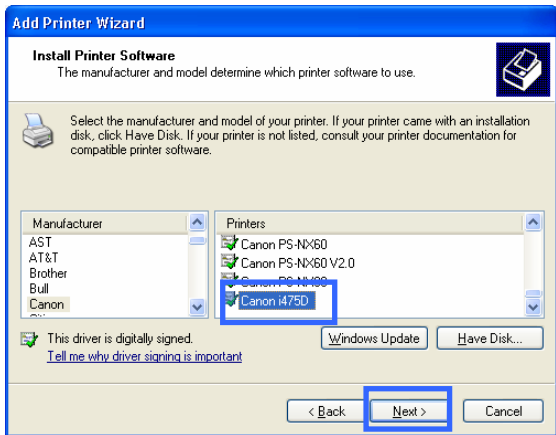 Add Printer Wizard
Install Printer Software
The manufacturer and model determine which printer software to use.
Select the manufacturer and model of your printer. If your printer came with an installation
disk, click Have Disk. If your printer is not listed, consult your printer documentation for
compatible printer software.
Manufacturer
AST
AT&T
Brother
Bull
Canon
Printers
Canon PS-NX60
Canon PS-NX60 V2.0
Canon i475D
This driver is digitally signed.
Tell me why driver signing is important
Windows Update
Have Disk...
< Back
Next >
Cancel